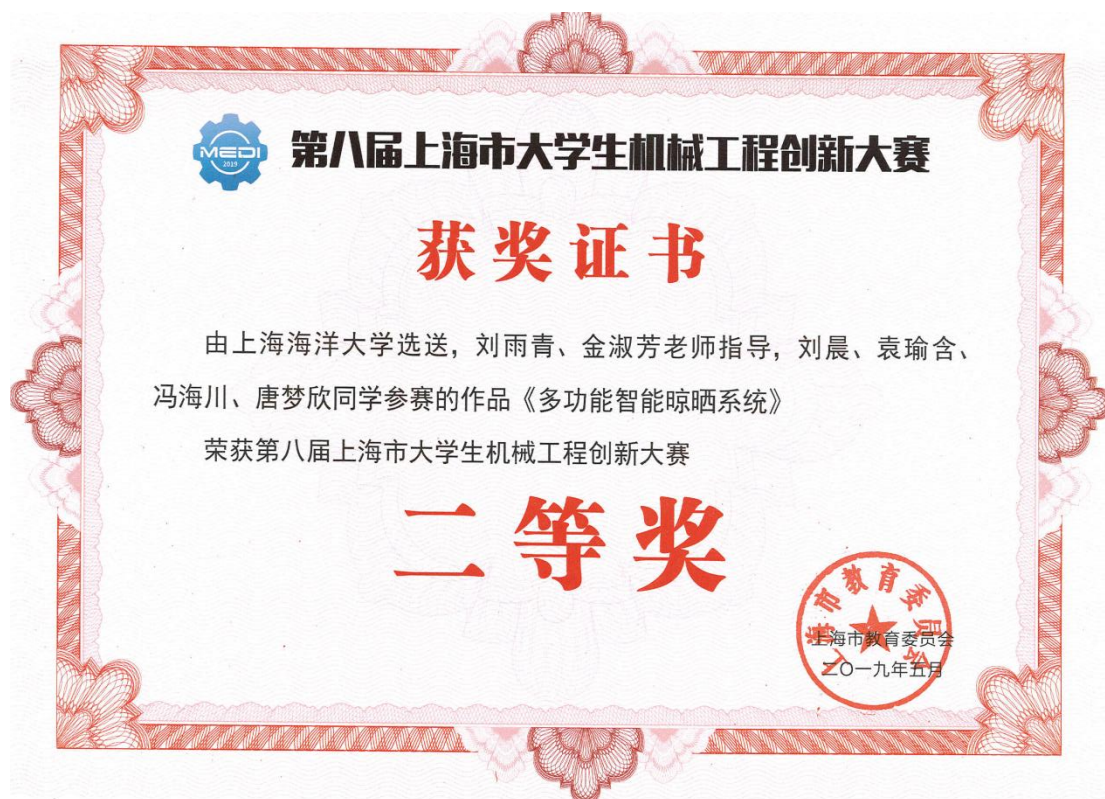 MEDI
2019
第八届上海市大学生机械工程创新大赛
获奖证书
由上海海洋大学选送，刘雨青、金淑芳老师指导，刘晨、袁瑜含、
冯海川、唐梦欣同学参赛的作品《多功能智能晾晒系统》
荣获第八届上海市大学生机械工程创新大赛
二等奖
上海市教育委员会
上海市教育委员会
二〇一九年五月